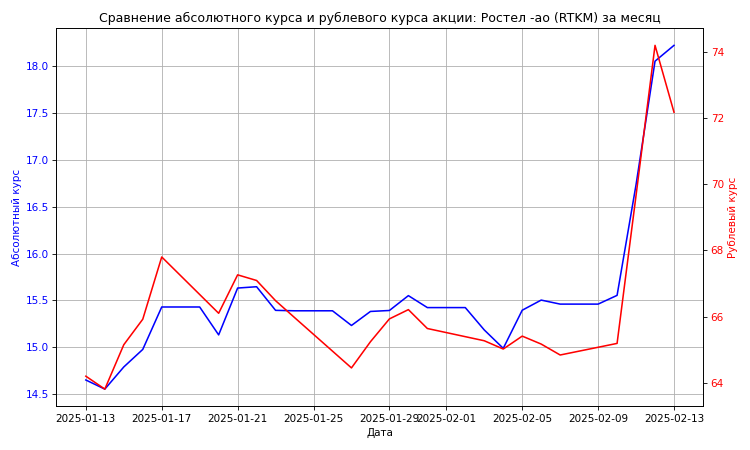 Сравнение абсолютного курса и рублевого курса акции: Ростел -ао (RTKM) за месяц
Абсолютный курс
18.0
17.5
17.0
16.5
16.0
15.5
15.0
14.5
74
72
70
68
66
64
Рублевый курс
2025-01-13 2025-01-17 2025-01-21 2025-01-25 2025-01-29 2025-02-01 2025-02-05 2025-02-09 2025-02-13
Дата